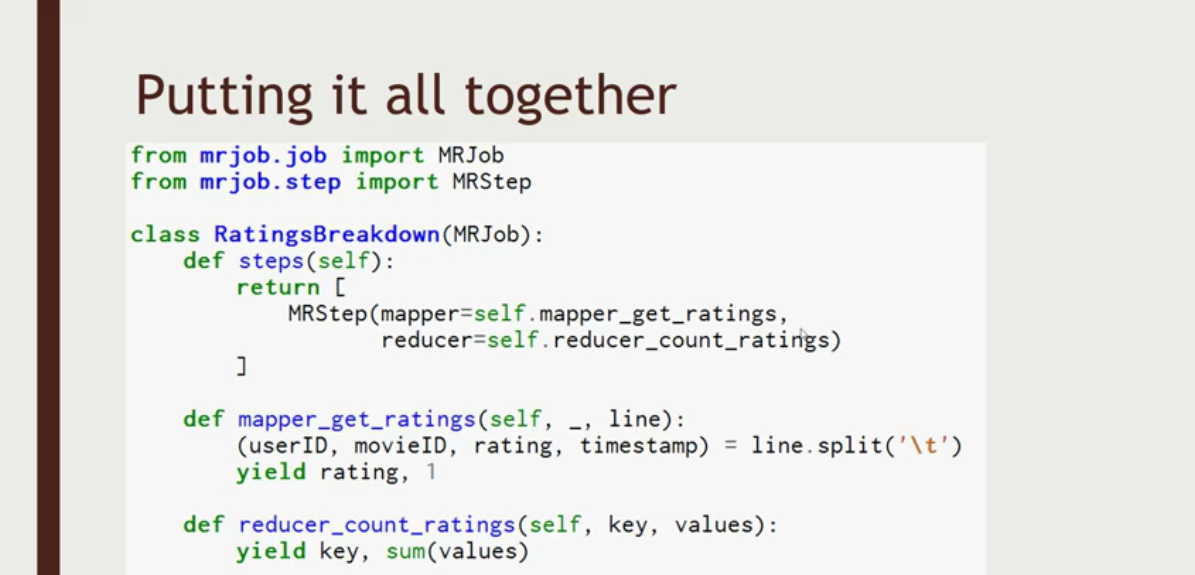 Putting it all together
from mrjob.job import MRJob
from mrjob.step import MRStep
class RatingsBreakdown(MRJob):
    def steps(self):
        return [
            MRStep(mapper=self.mapper_get_ratings,
                   reducer=self.reducer_count_ratings)
        ]
    def mapper_get_ratings(self, _, line):
        (userID, movieID, rating, timestamp) = line.split('\t')
        yield rating, 1
    def reducer_count_ratings(self, key, values):
        yield key, sum(values)